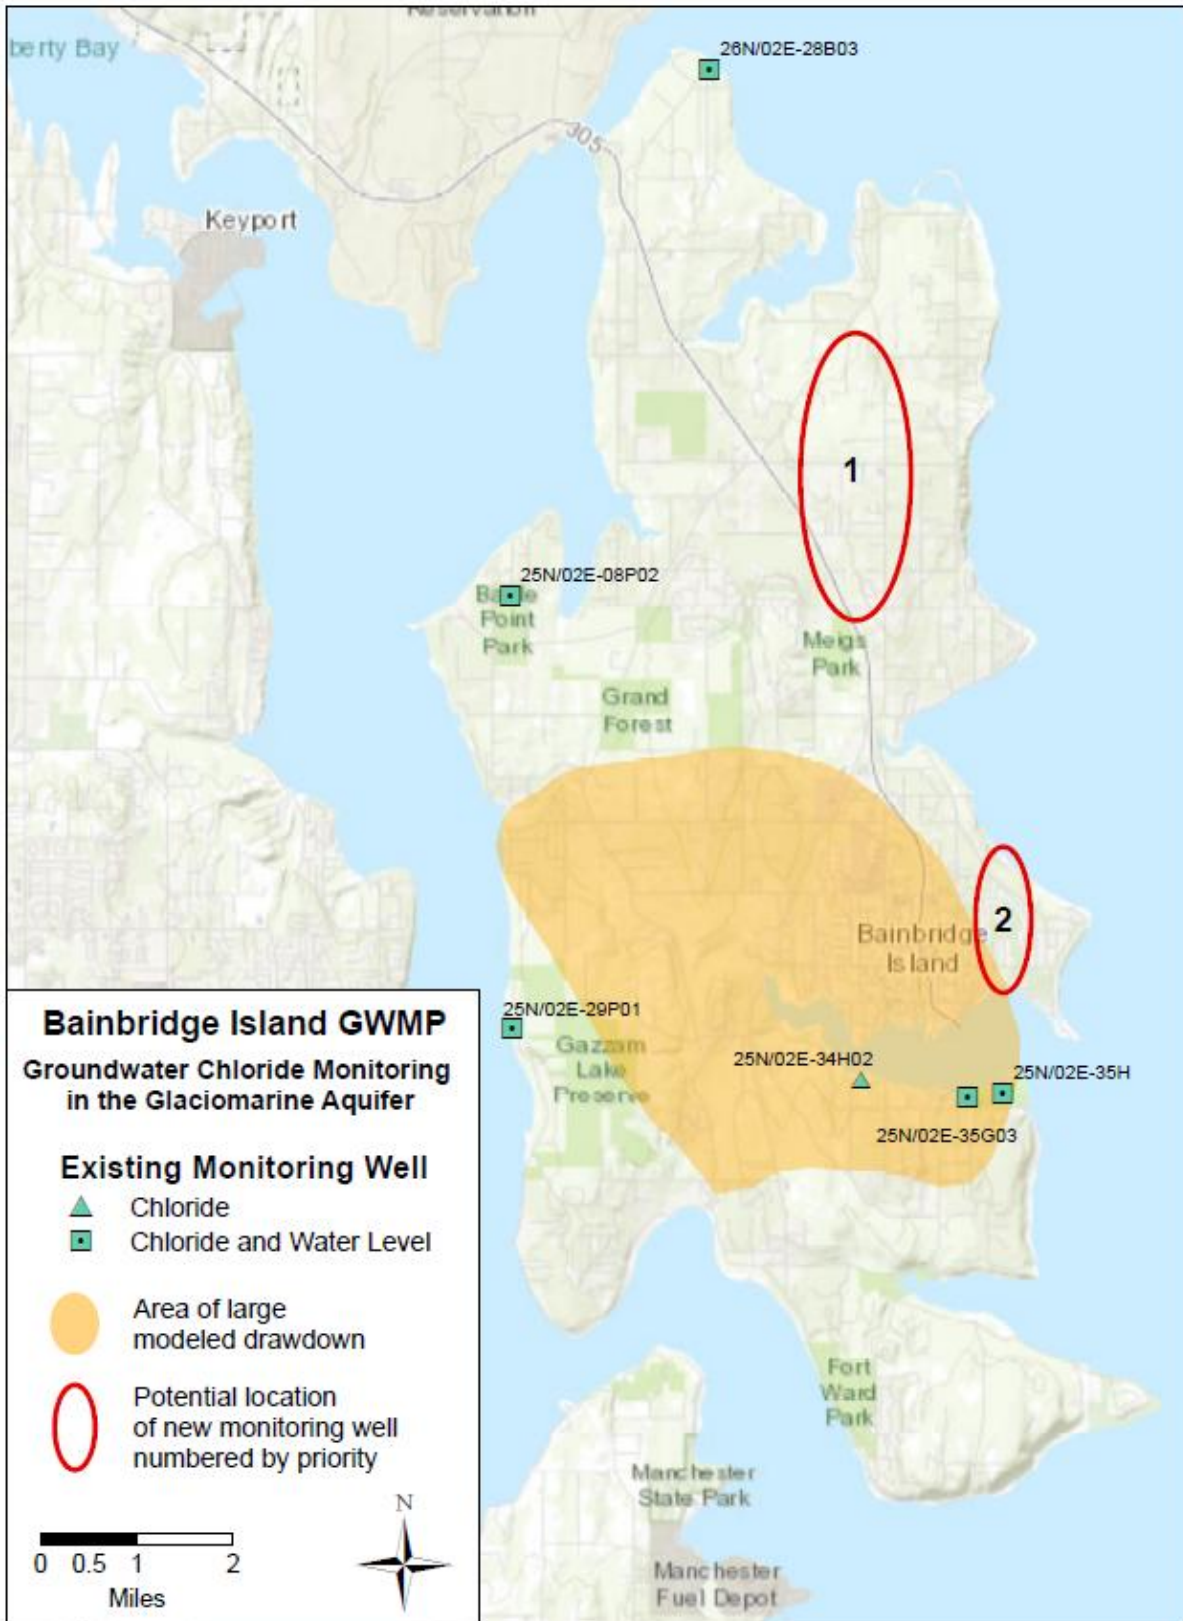 Reservation
berty Bay
26N/02E-28B03
305
Keyport
1
25N/02E-08P02
Battle
Point
Park
Meigs
Park
Grand
Forest
2
Bainbridge
Island
25N/02E-29P01
Gazzam
Lake
Preserve
25N/02E-34H02
25N/02E-35H
25N/02E-35G03
Fort
Ward
Park
Manchester
State Park
Manchester
Fuel Depot
Bainbridge Island GWMP
Groundwater Chloride Monitoring
in the Glaciomarine Aquifer
Existing Monitoring Well
Chloride
Chloride and Water Level
Area of large
modeled drawdown
Potential location
of new monitoring well
numbered by priority
N
0 0.5 1 2
Miles